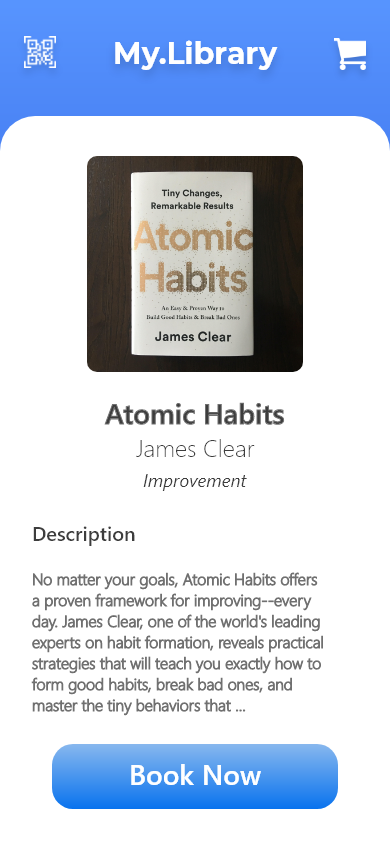 My.Library
Tiny Changes,
Remarkable Results
Atomic
Habits
An Easy & Proven Way to
Build Good Habits & Break Bad Ones
James Clear
Atomic Habits
James Clear
Improvement
Description
No matter your goals, Atomic Habits offers
a proven framework for improving--every
day. James Clear, one of the world's leading
experts on habit formation, reveals practical
strategies that will teach you exactly how to
form good habits, break bad ones, and
master the tiny behaviors that ...
Book Now